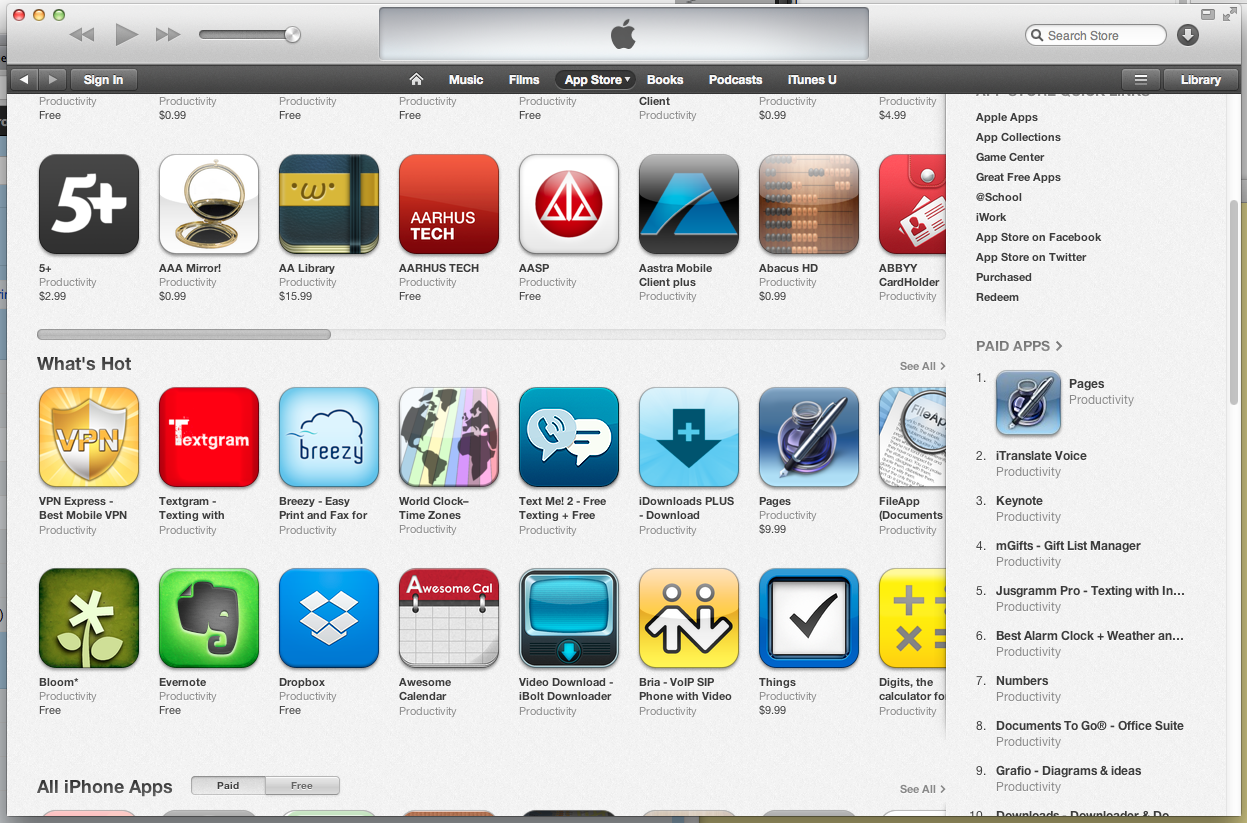 Search Store
Sign In
Music
Films
App Store
Books
Podcasts
iTunes U
Library
Productivity
Free
Productivity
$0.99
Productivity
Free
Productivity
Free
Productivity
Free
Client
Productivity
Productivity
$0.99
Productivity
$4.99
APP STORE QUICK LINKS
Apple Apps
App Collections
Game Center
Great Free Apps
@School
iWork
App Store on Facebook
App Store on Twitter
Purchased
Redeem
5+
AARHUS
TECH
5+
Productivity
$2.99
AAA Mirror!
Productivity
$0.99
AA Library
Productivity
$15.99
AARHUS TECH
Productivity
Free
AASP
Productivity
Free
Aastra Mobile
Client plus
Productivity
Abacus HD
Productivity
$0.99
ABBYY
CardHolder
Productivity
What's Hot
See All
VPN
Textgram
breezy
FileAp
VPN Express -
Best Mobile VPN
Productivity
Textgram -
Texting with
Productivity
Breezy - Easy
Print and Fax for
Productivity
World Clock–
Time Zones
Productivity
Text Me! 2 - Free
Texting + Free
Productivity
iDownloads PLUS
- Download
Productivity
Pages
Productivity
$9.99
FileApp
(Documents
Productivity
Awesome Cal
Bloom*
Productivity
Free
Evernote
Productivity
Free
Dropbox
Productivity
Free
Awesome
Calendar
Productivity
Video Download -
iBolt Downloader
Productivity
Bria - VoIP SIP
Phone with Video
Productivity
Things
Productivity
$9.99
Digits, the
calculator fo
Productivity
All iPhone Apps
Paid
Free
See All
PAID APPS
1. Pages
Productivity
2. iTranslate Voice
Productivity
3. Keynote
Productivity
4. mGifts - Gift List Manager
Productivity
5. Jusgramm Pro - Texting with In...
Productivity
6. Best Alarm Clock + Weather an...
Productivity
7. Numbers
Productivity
8. Documents To Go® - Office Suite
Productivity
9. Grafio - Diagrams & ideas
Productivity
10. Downloads - Downloader & Do